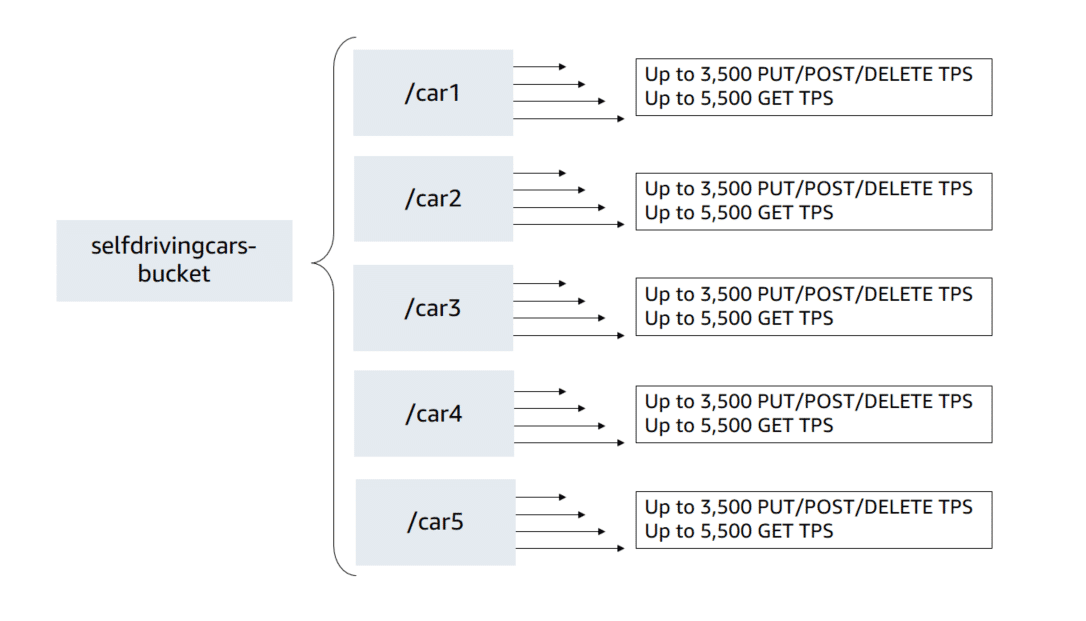 selfdrivingcars-
bucket
/car1
Up to 3,500 PUT/POST/DELETE TPS
Up to 5,500 GET TPS
/car2
Up to 3,500 PUT/POST/DELETE TPS
Up to 5,500 GET TPS
/car3
Up to 3,500 PUT/POST/DELETE TPS
Up to 5,500 GET TPS
/car4
Up to 3,500 PUT/POST/DELETE TPS
Up to 5,500 GET TPS
/car5
Up to 3,500 PUT/POST/DELETE TPS
Up to 5,500 GET TPS